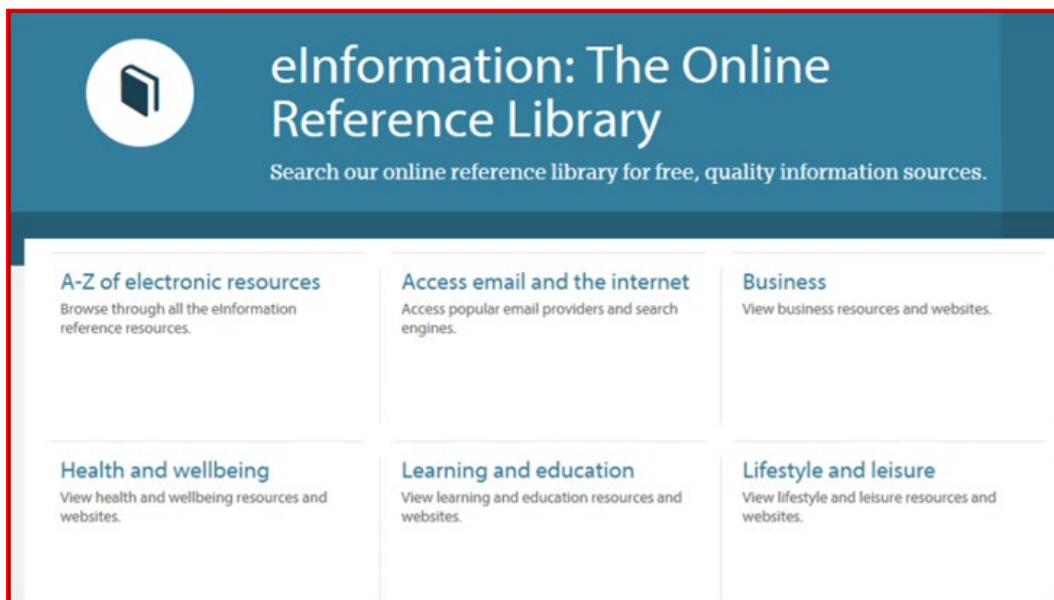 eInformation: The Online
Reference Library
Search our online reference library for free, quality information sources.
A-Z of electronic resources
Browse through all the eInformation
reference resources.
Access email and the internet
Access popular email providers and search
engines.
Business
View business resources and websites.
Health and wellbeing
View health and wellbeing resources and
websites.
Learning and education
View learning and education resources and
websites.
Lifestyle and leisure
View lifestyle and leisure resources and
websites.